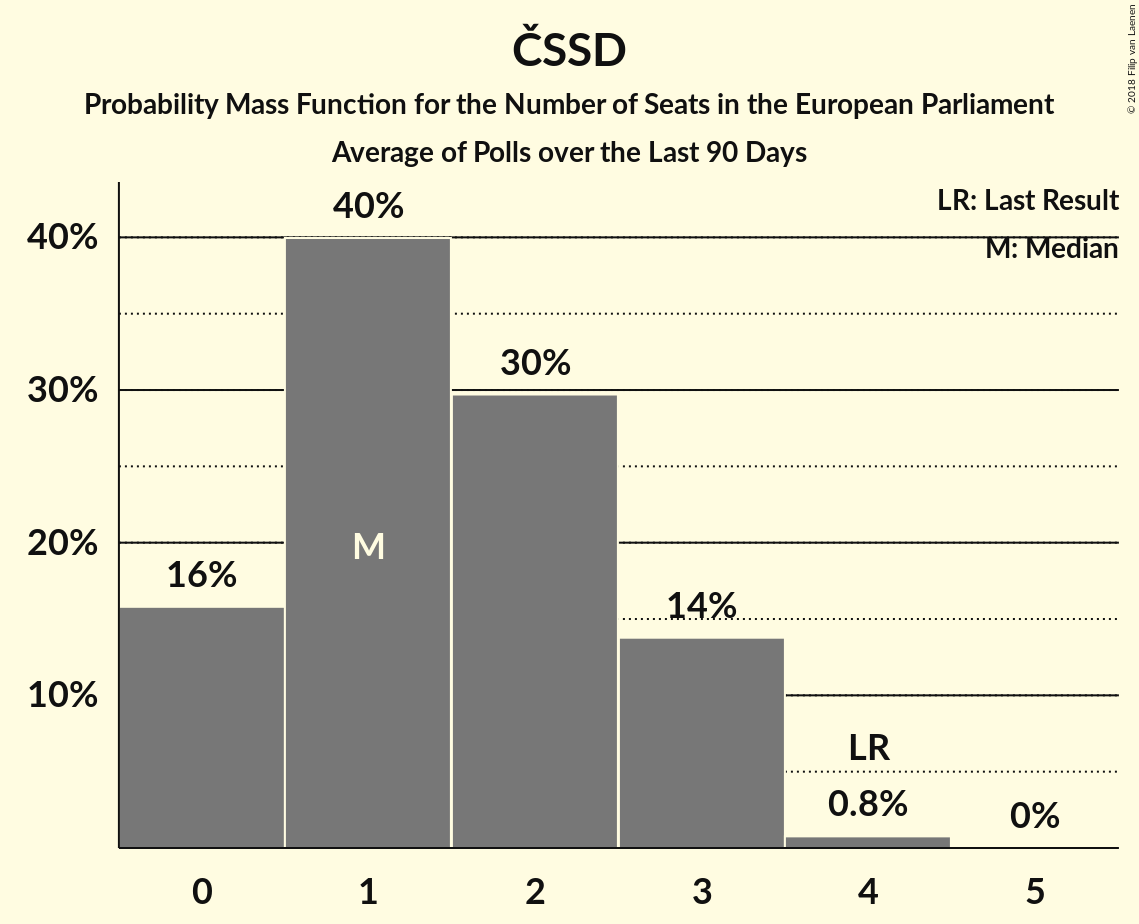 ČSSD
Probability Mass Function for the Number of Seats in the European Parliament
Average of Polls over the Last 90 Days
© 2018 Filip van Laenen
LR: Last Result
M: Median
40%
30%
20%
10%
16%
40%
M
30%
14%
LR
0.8%
0%
0 1 2 3 4 5